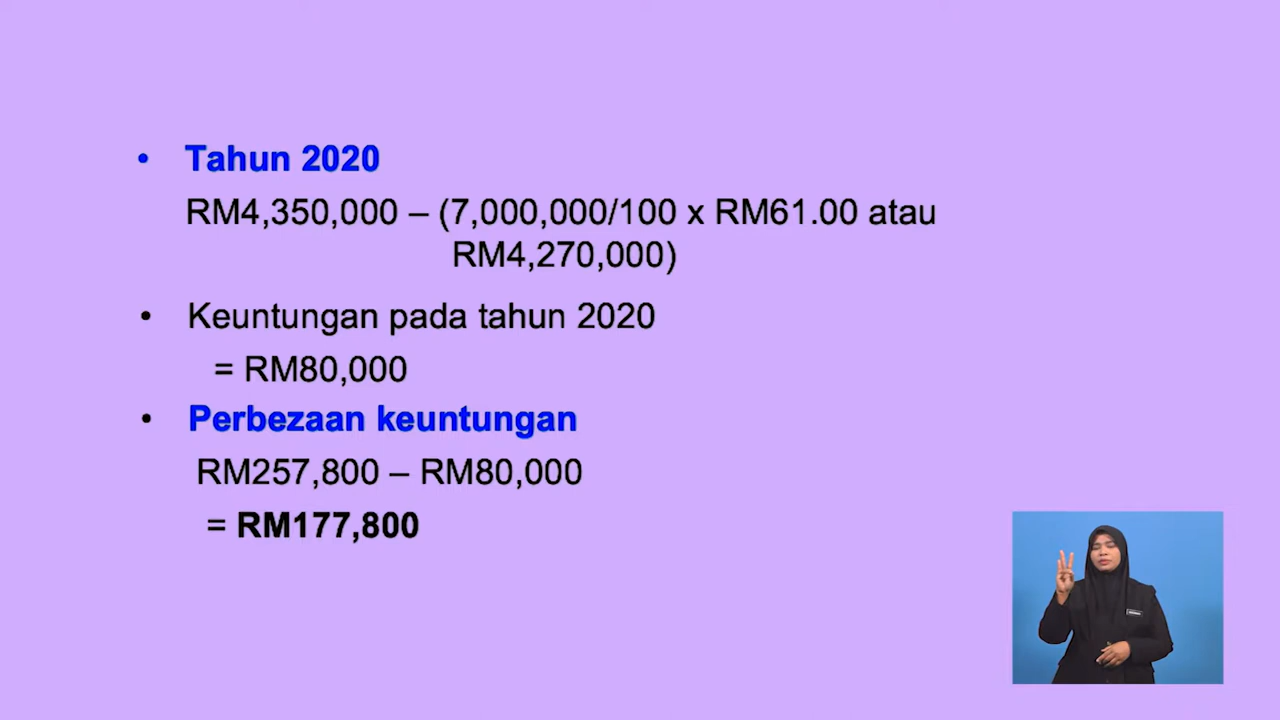 • Tahun 2020
RM4,350,000 – (7,000,000/100 x RM61.00 atau
RM4,270,000)
• Keuntungan pada tahun 2020
= RM80,000
• Perbezaan keuntungan
RM257,800 – RM80,000
= RM177,800